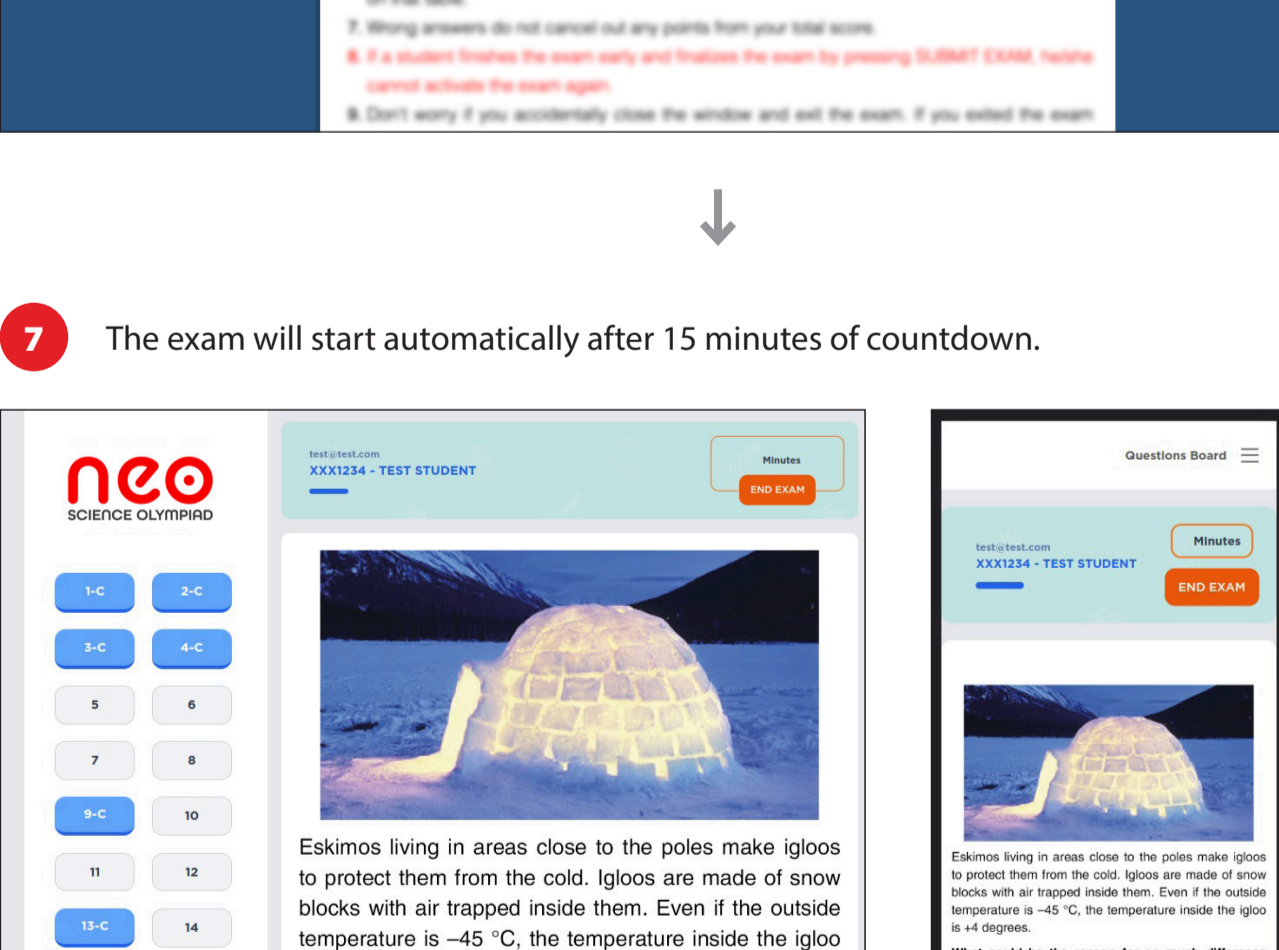 7. Wrong answers do not cancel out any points from your total score.
8. If a student finishes the exam early and finalizes the exam by pressing SUBMIT EXAM, he/she
cannot activate the exam again.
9. Don't worry if you accidentally close the window and exit the exam. If you exited the exam
7
The exam will start automatically after 15 minutes of countdown.
neo
SCIENCE OLYMPIAD
1-C 2-C
3-C 4-C
5 6
7 8
9-C 10
11 12
13-C 14
test@test.com
XXX1234 - TEST STUDENT
Minutes
END EXAM
Eskimos living in areas close to the poles make igloos
to protect them from the cold. Igloos are made of snow
blocks with air trapped inside them. Even if the outside
temperature is –45 °C, the temperature inside the igloo
Questions Board
test@test.com
XXX1234 - TEST STUDENT
Minutes
END EXAM
Eskimos living in areas close to the poles make igloos
to protect them from the cold. Igloos are made of snow
blocks with air trapped inside them. Even if the outside
temperature is –45 °C, the temperature inside the igloo
is +4 degrees.